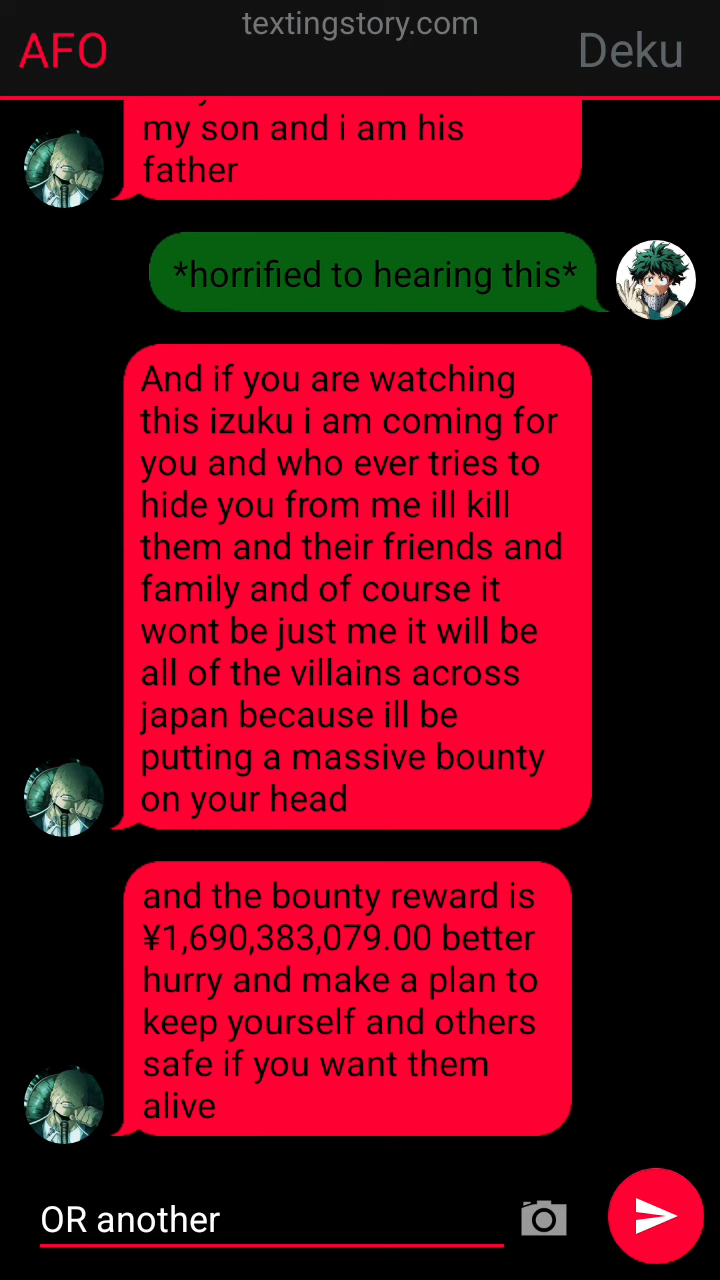 textingstory.com
AFO
Deku
my son and i am his
father
*horrified to hearing this*
And if you are watching
this izuku i am coming for
you and who ever tries to
hide you from me ill kill
them and their friends and
family and of course it
wont be just me it will be
all of the villains across
japan because ill be
putting a massive bounty
on your head
and the bounty reward is
¥1,690,383,079.00 better
hurry and make a plan to
keep yourself and others
safe if you want them
alive
OR another